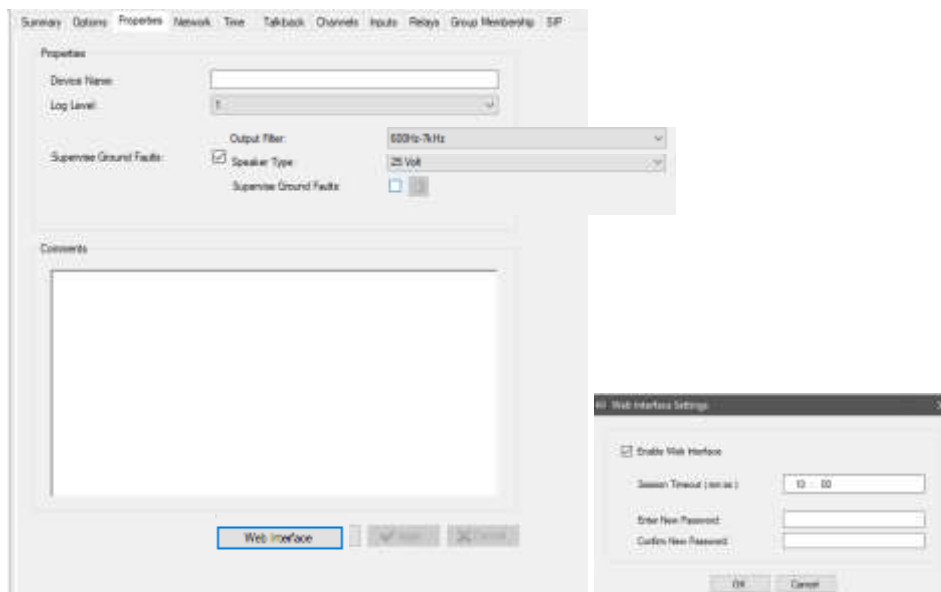 Summary Options Properties Network Time Talkback Channels Inputs Relays Group Membership SIP
Properties
Device Name:
Log Level: 1
Output Filter: 600Hz-7kHz
Supervise Ground Faults: Speaker Type: 25 Volt
Supervise Ground Faults:
Comments
Web Interface Cancel
Web Interface Settings
Enable Web Interface
Session Timeout (mm:ss): 10 : 00
Enter New Password:
Confirm New Password:
OK Cancel